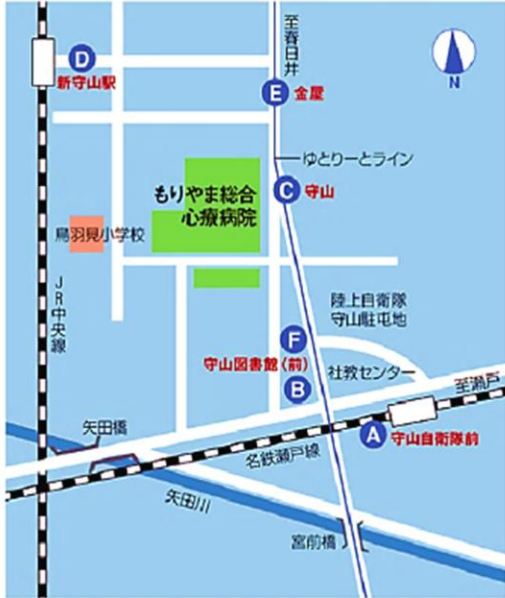 至春日井
D
新守山駅
E
金屋
N
ゆとりーとライン
C
守山
もりやま総合
心療病院
鳥羽見小学校
JR中央線
陸上自衛隊
守山駐屯地
F
守山図書館(前)
B
社教センター
至瀬戸
矢田橋
A
守山自衛隊前
名鉄瀬戸線
矢田川
宮前橋